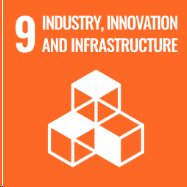 9 INDUSTRY, INNOVATION
AND INFRASTRUCTURE